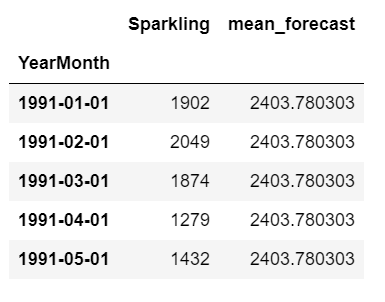 Sparkling mean_forecast
YearMonth
1991-01-01 1902 2403.780303
1991-02-01 2049 2403.780303
1991-03-01 1874 2403.780303
1991-04-01 1279 2403.780303
1991-05-01 1432 2403.780303